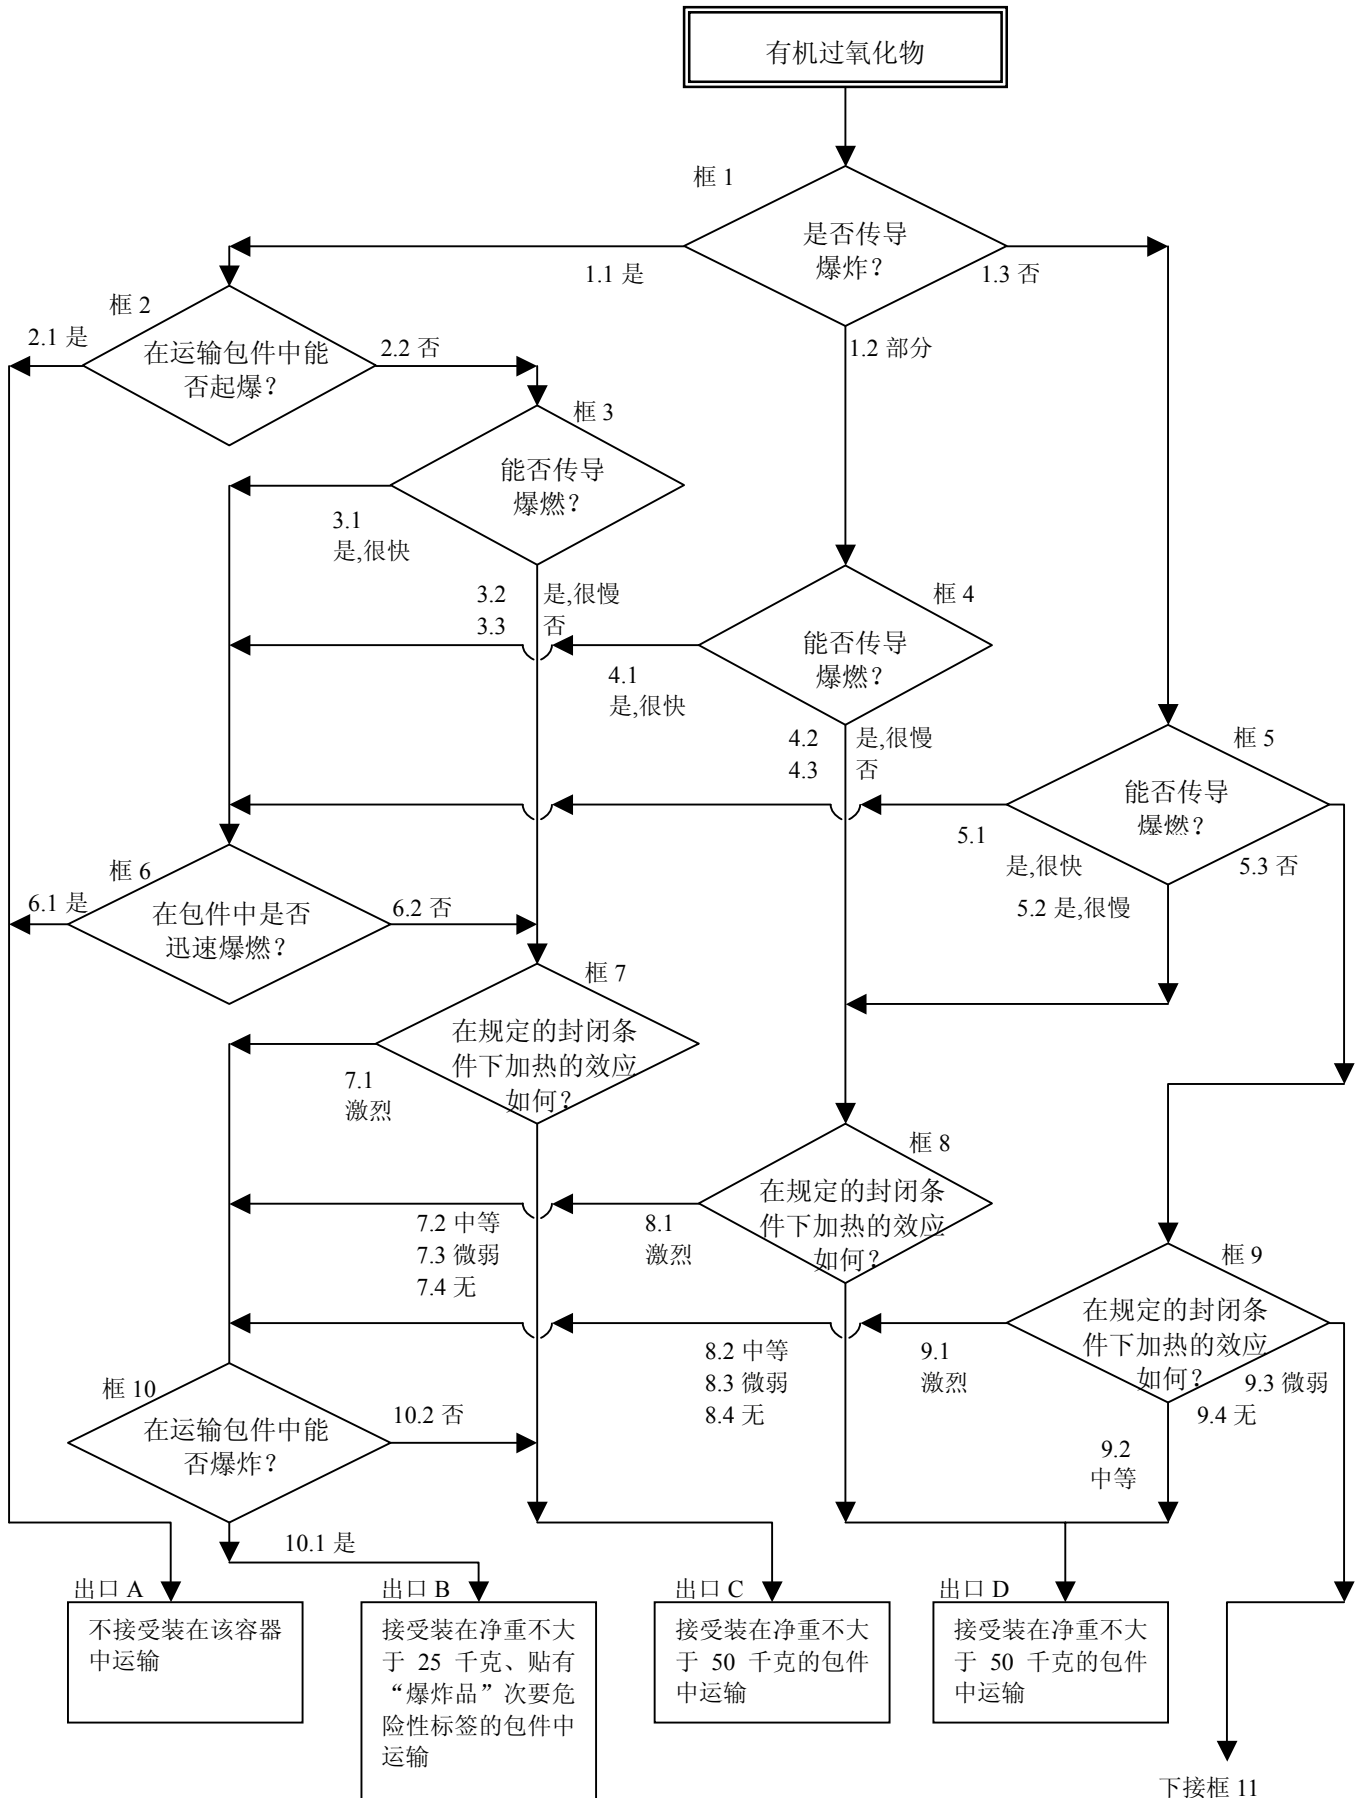 有机过氧化物
框 1
是否传导
爆炸？
1.1 是
1.3 否
1.2 部分
框 2
2.1 是
在运输包件中能
否起爆？
2.2 否
框 3
能否传导
爆燃？
3.1
是,很快
3.2 是,很慢
3.3 否
框 4
能否传导
爆燃？
4.1
是,很快
4.2 是,很慢
4.3 否
框 5
能否传导
爆燃？
5.1
是,很快
5.2 是,很慢
5.3 否
框 6
6.1 是
在包件中是否
迅速爆燃？
6.2 否
框 7
在规定的封闭条
件下加热的效应
如何？
7.1
激烈
7.2 中等
7.3 微弱
7.4 无
框 8
在规定的封闭条
件下加热的效应
如何？
8.1
激烈
8.2 中等
8.3 微弱
8.4 无
框 9
在规定的封闭条
件下加热的效应
如何？
9.1
激烈
9.3 微弱
9.4 无
9.2
中等
框 10
在运输包件中能
否爆炸？
10.2 否
10.1 是
出口 A
不接受装在该容器
中运输
出口 B
接受装在净重不大
于 25 千克、贴有
“爆炸品”次要危
险性标签的包件中
运输
出口 C
接受装在净重不大
于 50 千克的包件
中运输
出口 D
接受装在净重不大
于 50 千克的包件
中运输
下接框 11